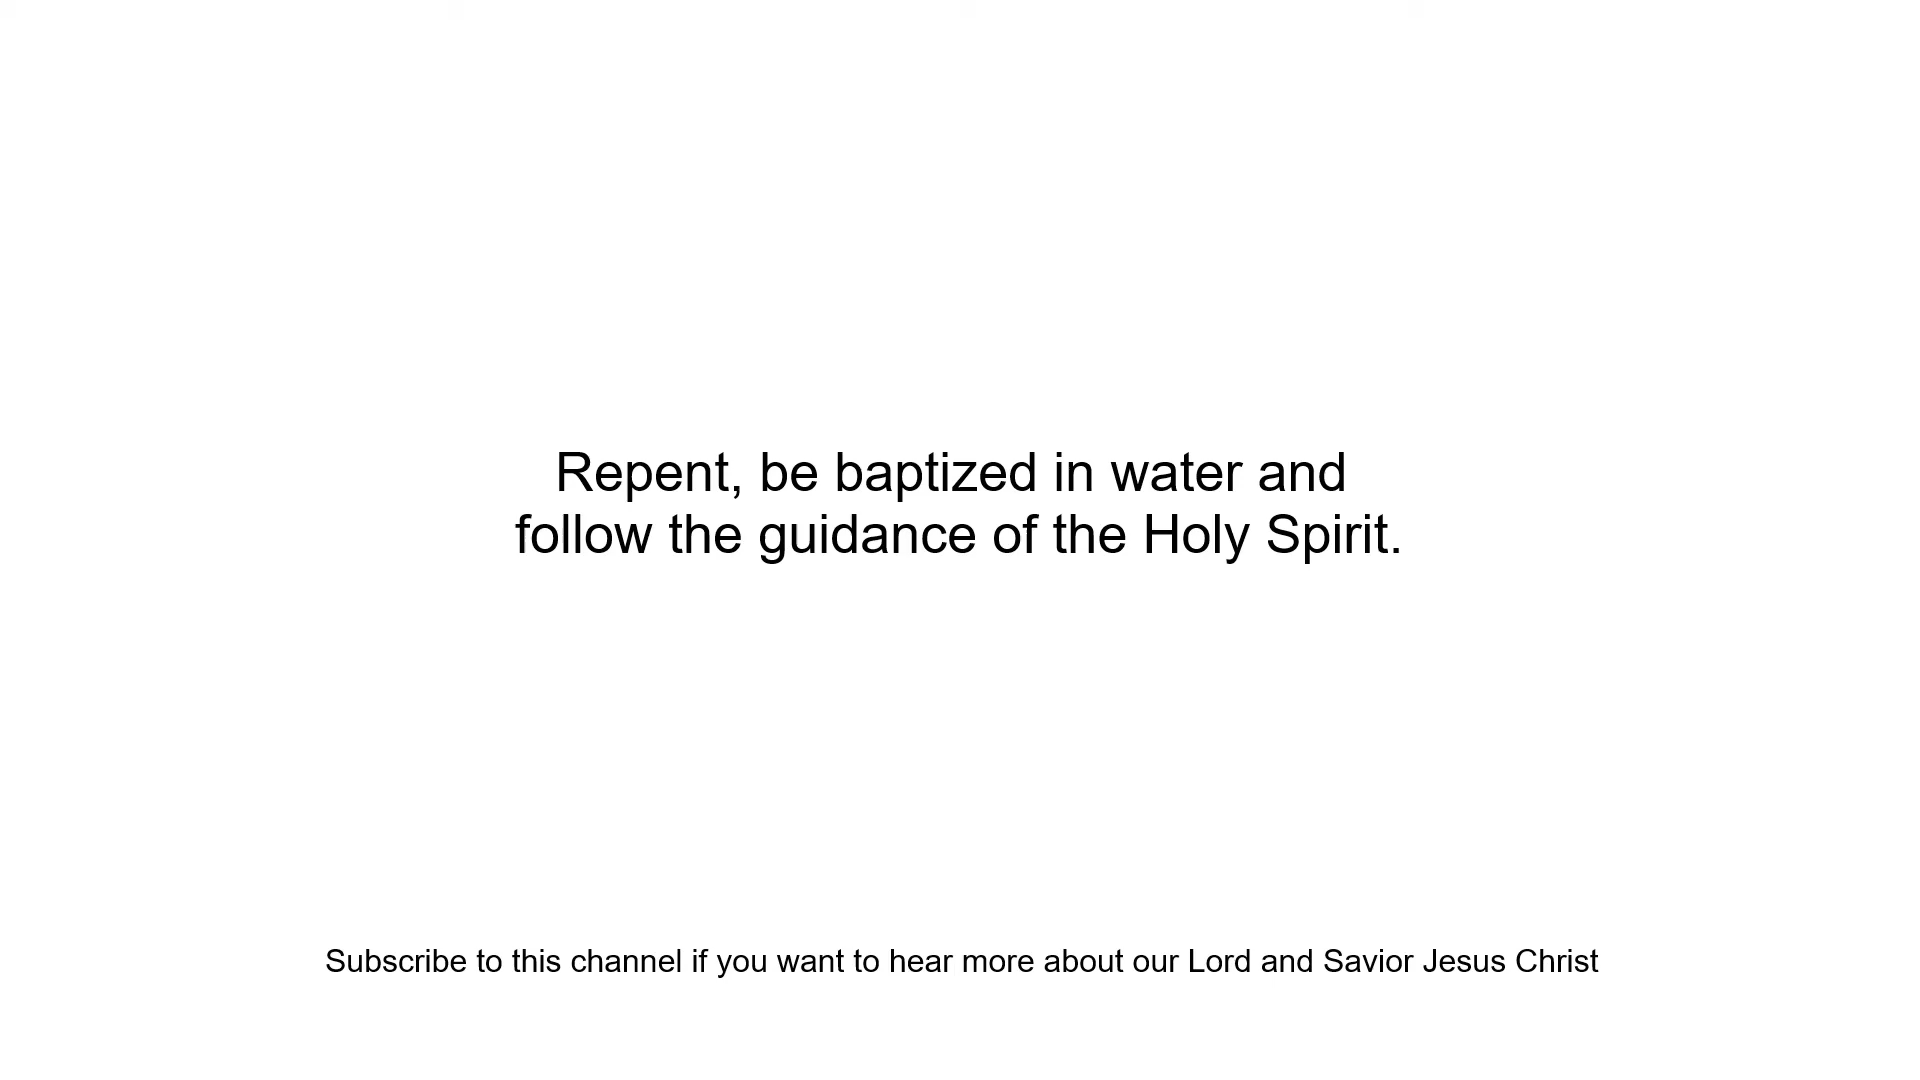 Repent, be baptized in water and
follow the guidance of the Holy Spirit.
Subscribe to this channel if you want to hear more about our Lord and Savior Jesus Christ